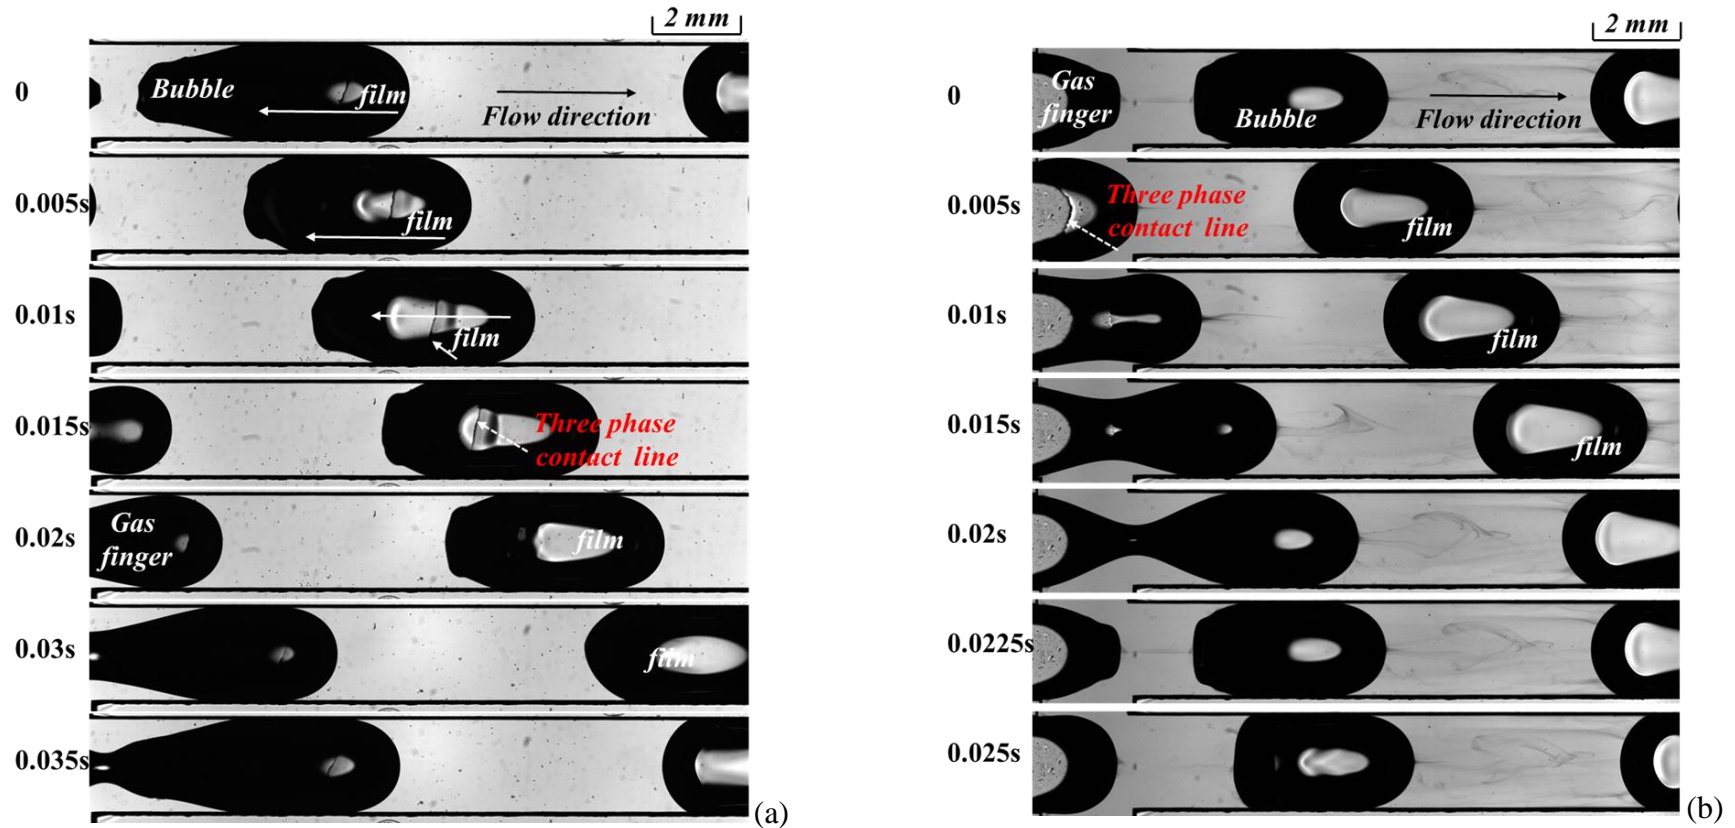 2 mm
0
Bubble
film
Flow direction
0.005s
film
0.01s
film
0.015s
Three phase
contact line
0.02s
Gas
finger
film
0.03s
film
0.035s
(a)
2 mm
0
Gas
finger
Bubble
Flow direction
0.005s
Three phase
contact line
film
0.01s
film
0.015s
film
0.02s
0.0225s
0.025s
(b)